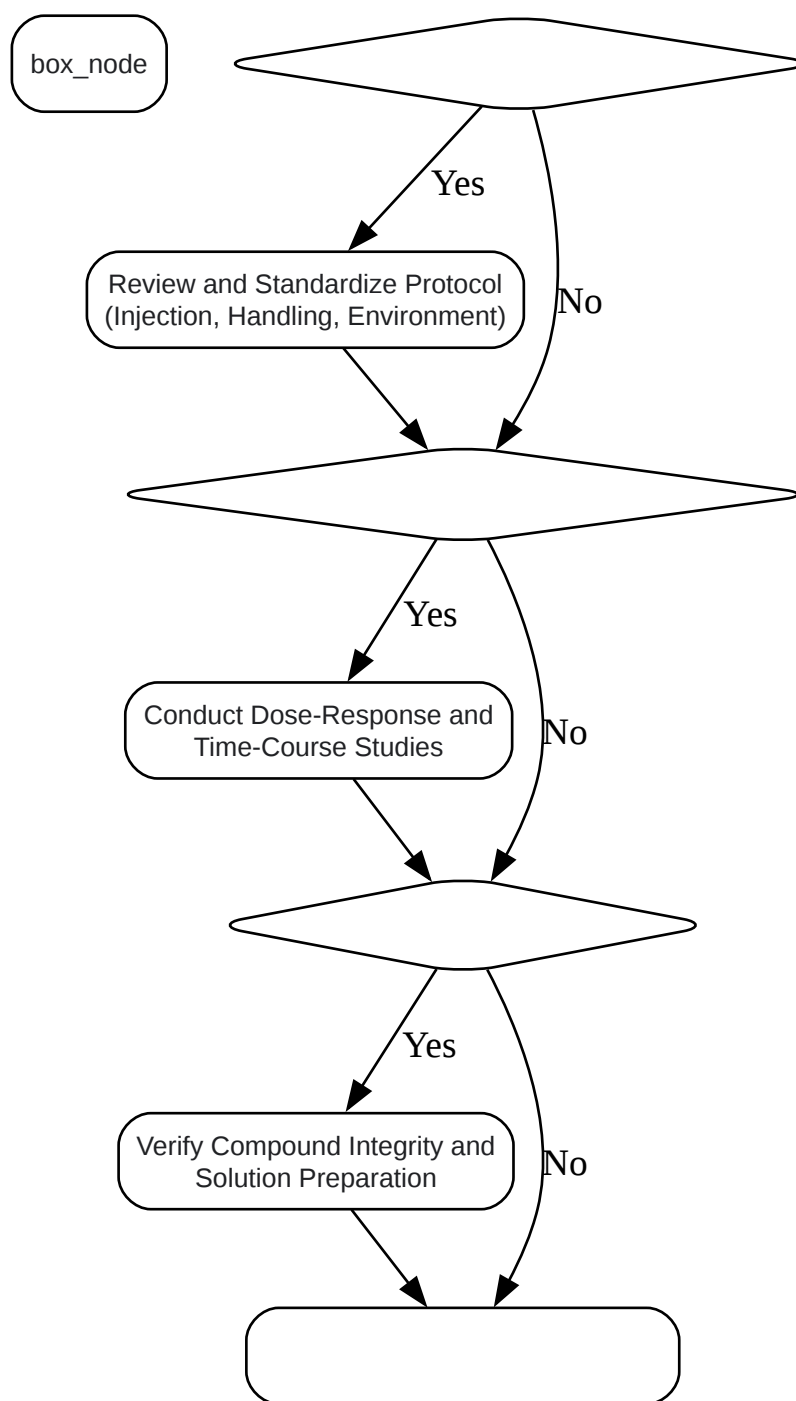 box_node
Yes
Review and Standardize Protocol
(Injection, Handling, Environment)
No
Yes
Conduct Dose-Response and
Time-Course Studies
No
Yes
Verify Compound Integrity and
Solution Preparation
No